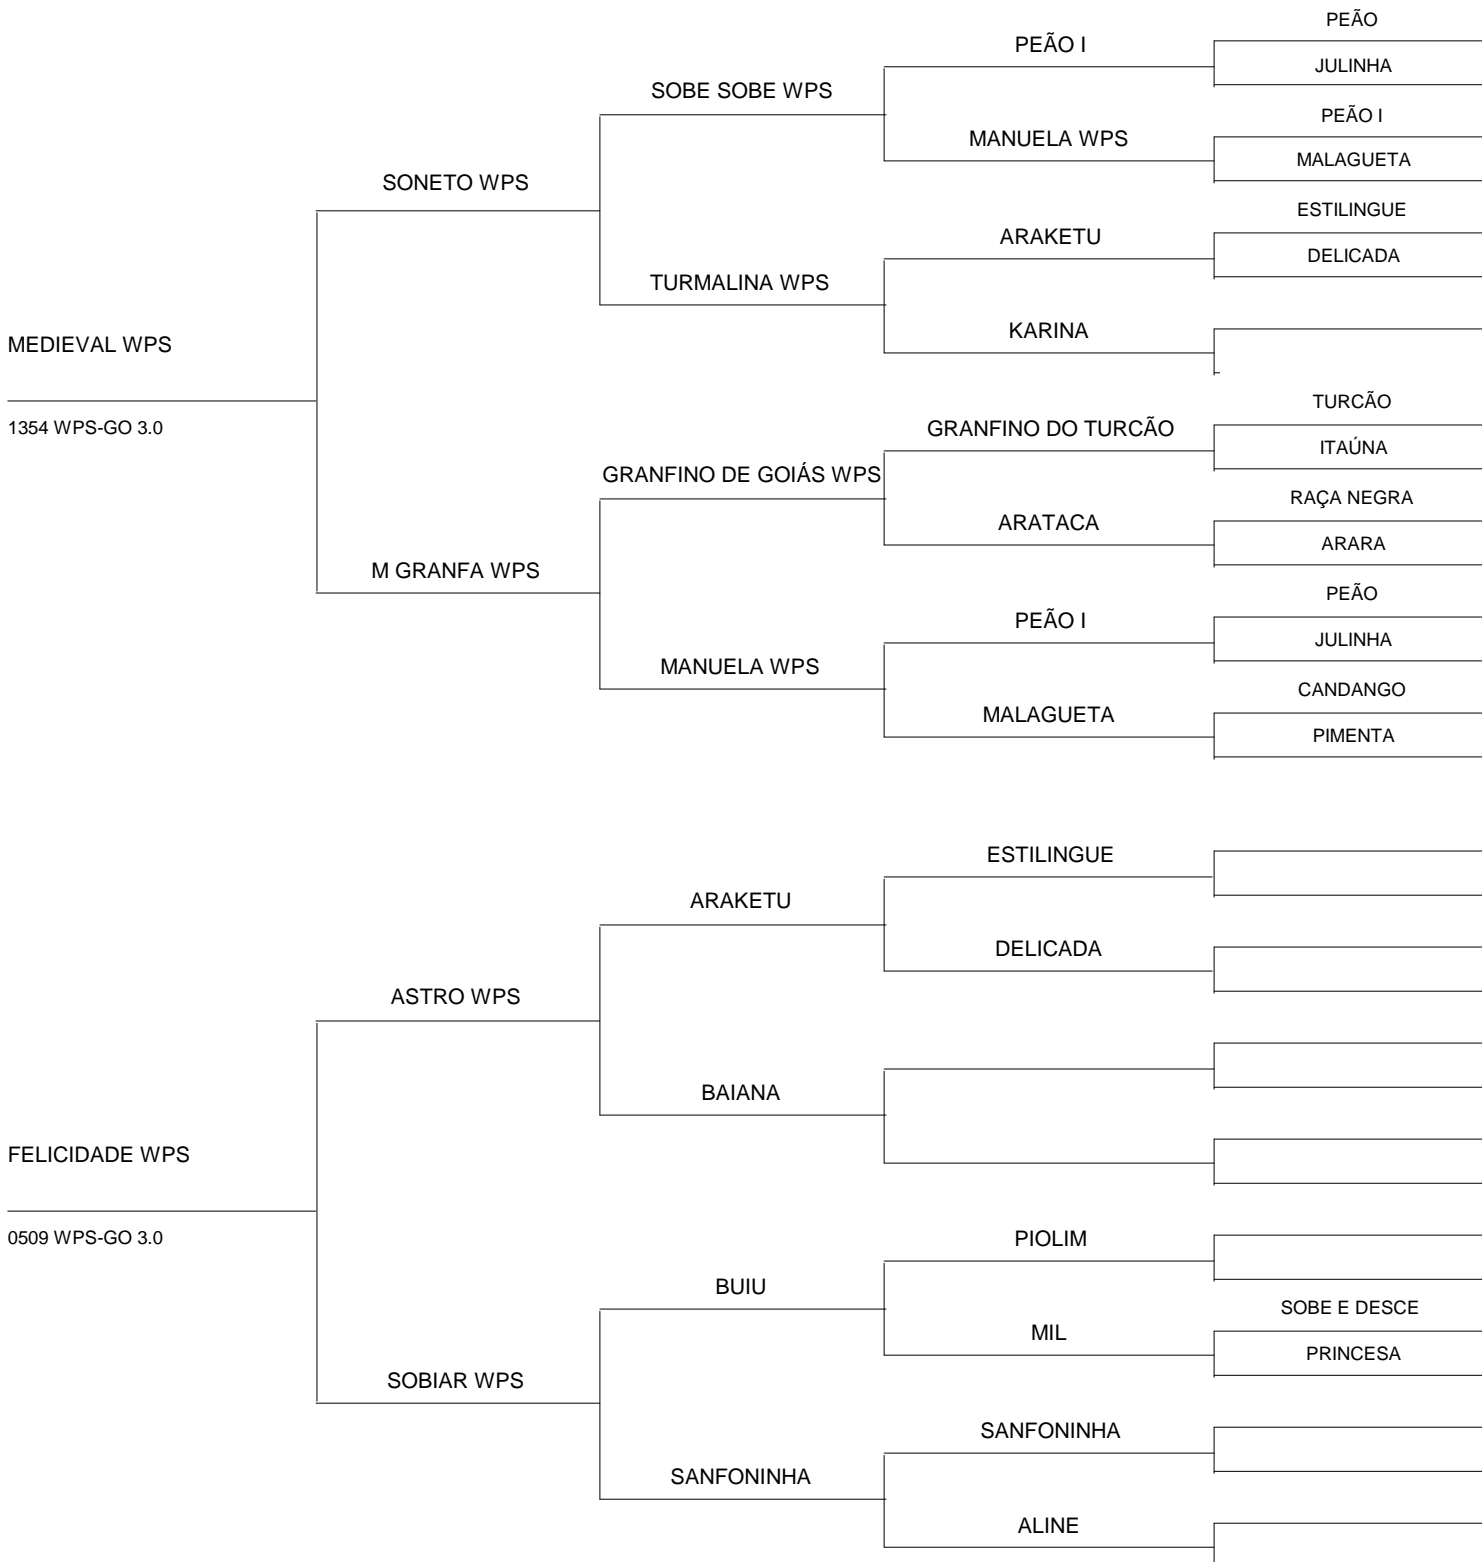 PEÃO
PEÃO I
JULINHA
SOBE SOBE WPS
PEÃO I
MANUELA WPS
MALAGUETA
SONETO WPS
ESTILINGUE
ARAKETU
DELICADA
TURMALINA WPS
KARINA
MEDIEVAL WPS
TURCÃO
1354 WPS-GO 3.0
GRANFINO DO TURCÃO
ITAÚNA
GRANFINO DE GOIÁS WPS
RAÇA NEGRA
ARATACA
ARARA
M GRANFA WPS
PEÃO
PEÃO I
JULINHA
MANUELA WPS
CANDANGO
MALAGUETA
PIMENTA
ESTILINGUE
ARAKETU
DELICADA
ASTRO WPS
BAIANA
FELICIDADE WPS
0509 WPS-GO 3.0
PIOLIM
BUIU
SOBE E DESCE
MIL
PRINCESA
SOBIAR WPS
SANFONINHA
SANFONINHA
ALINE